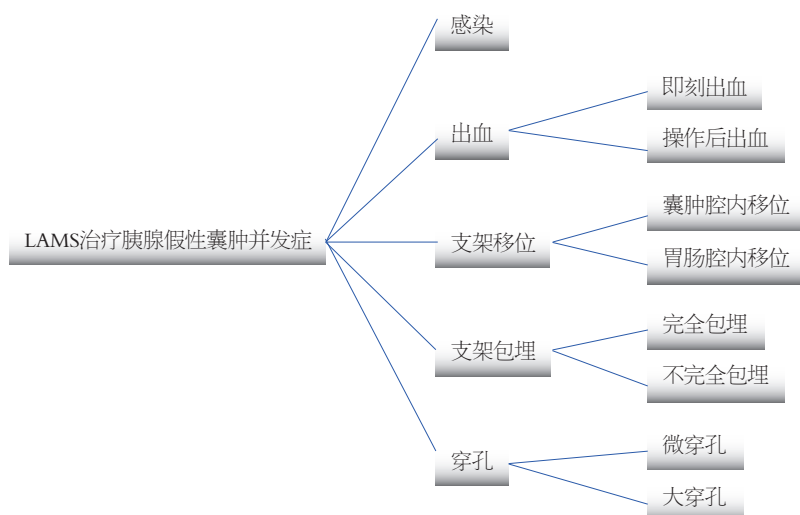 LAMS治疗胰腺假性囊肿并发症
感染
出血
即刻出血
操作后出血
支架移位
囊肿腔内移位
胃肠腔内移位
支架包埋
完全包埋
不完全包埋
穿孔
微穿孔
大穿孔